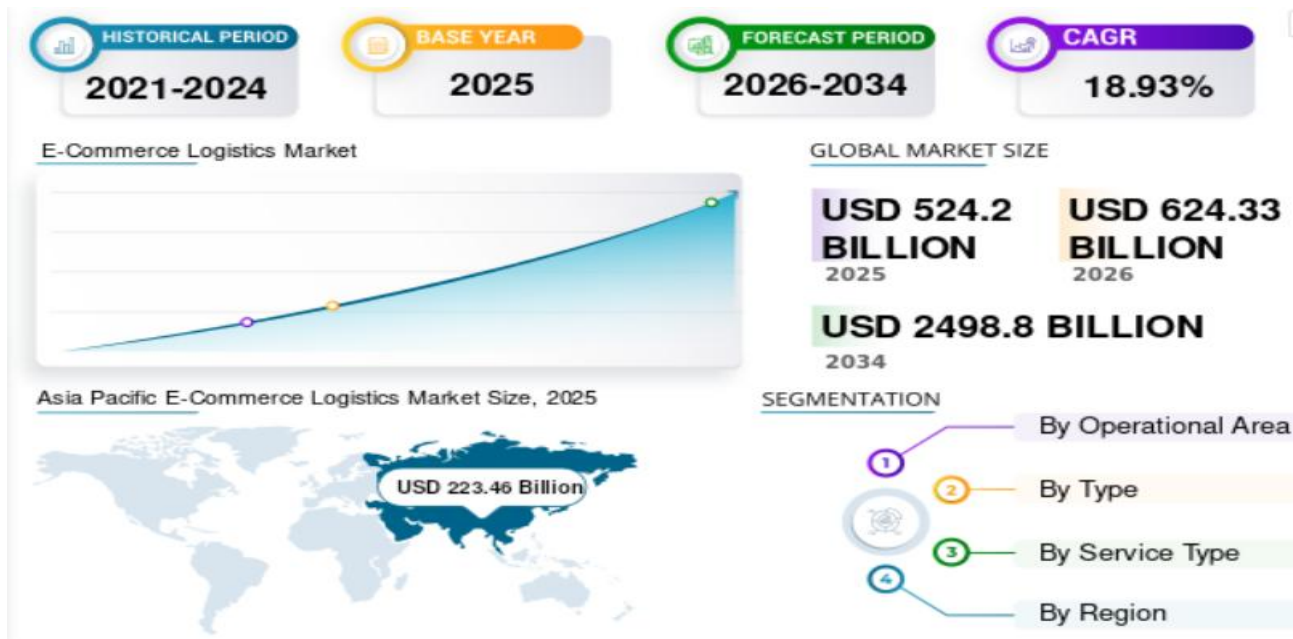 HISTORICAL PERIOD
2021-2024
BASE YEAR
2025
FORECAST PERIOD
2026-2034
CAGR
18.93%
E-Commerce Logistics Market
GLOBAL MARKET SIZE
USD 524.2
BILLION
2025
USD 624.33
BILLION
2026
USD 2498.8 BILLION
2034
Asia Pacific E-Commerce Logistics Market Size, 2025
USD 223.46 Billion
SEGMENTATION
1
By Operational Area
2
By Type
3
By Service Type
4
By Region